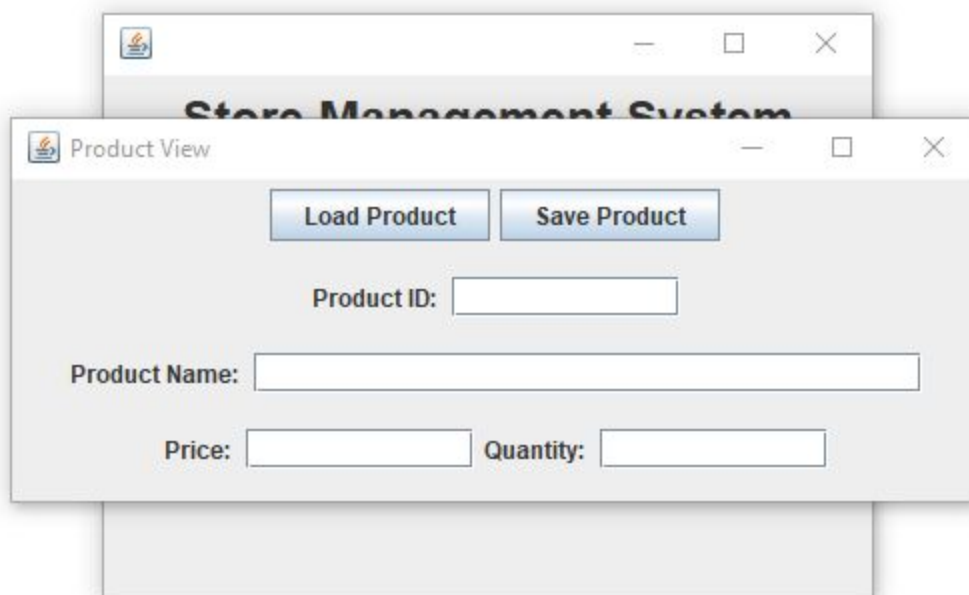 Store Management System
Product View
Load Product Save Product
Product ID:
Product Name:
Price: Quantity: